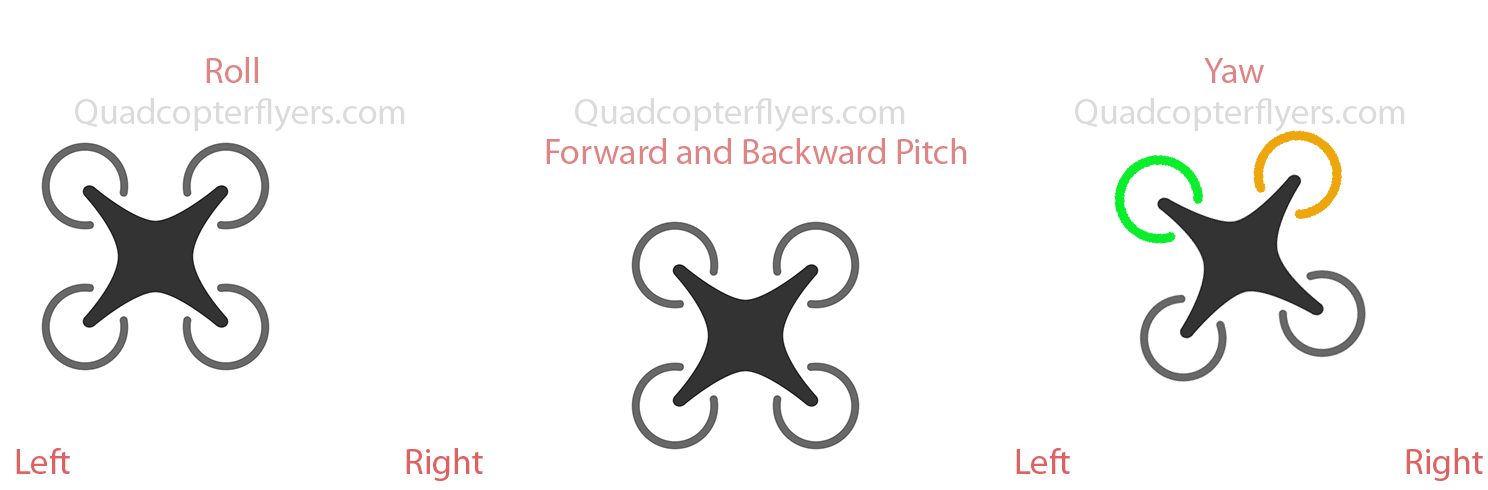 Roll
Quadcopterflyers.com
Left
Right
Quadcopterflyers.com
Forward and Backward Pitch
Yaw
Quadcopterflyers.com
Left
Right